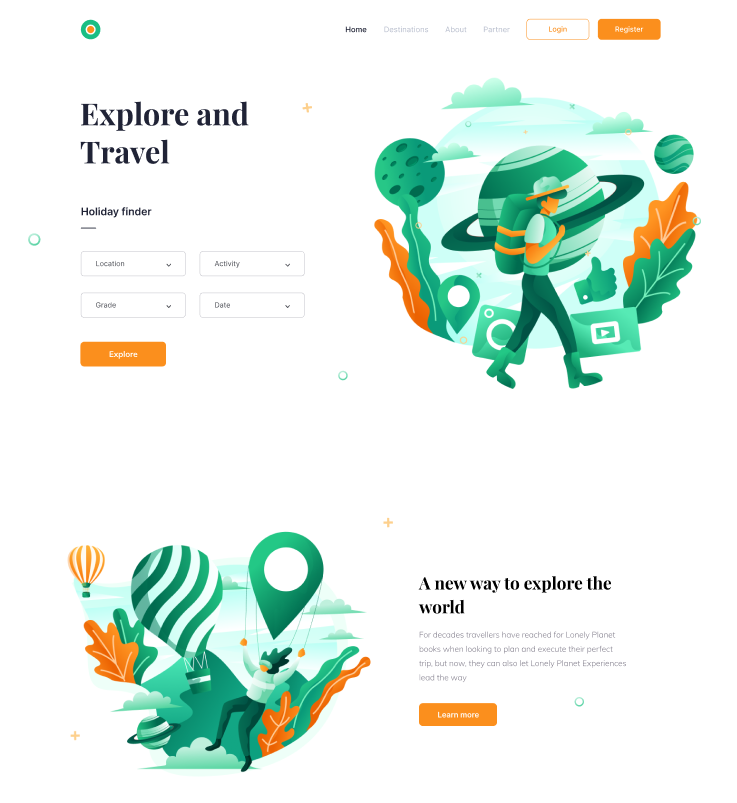 Home
Destinations
About
Partner
Login
Register
Explore and
Travel
Holiday finder
Location
Activity
Grade
Date
Explore
A new way to explore the
world
For decades travellers have reached for Lonely Planet
books when looking to plan and execute their perfect
trip, but now, they can also let Lonely Planet Experiences
lead the way
Learn more